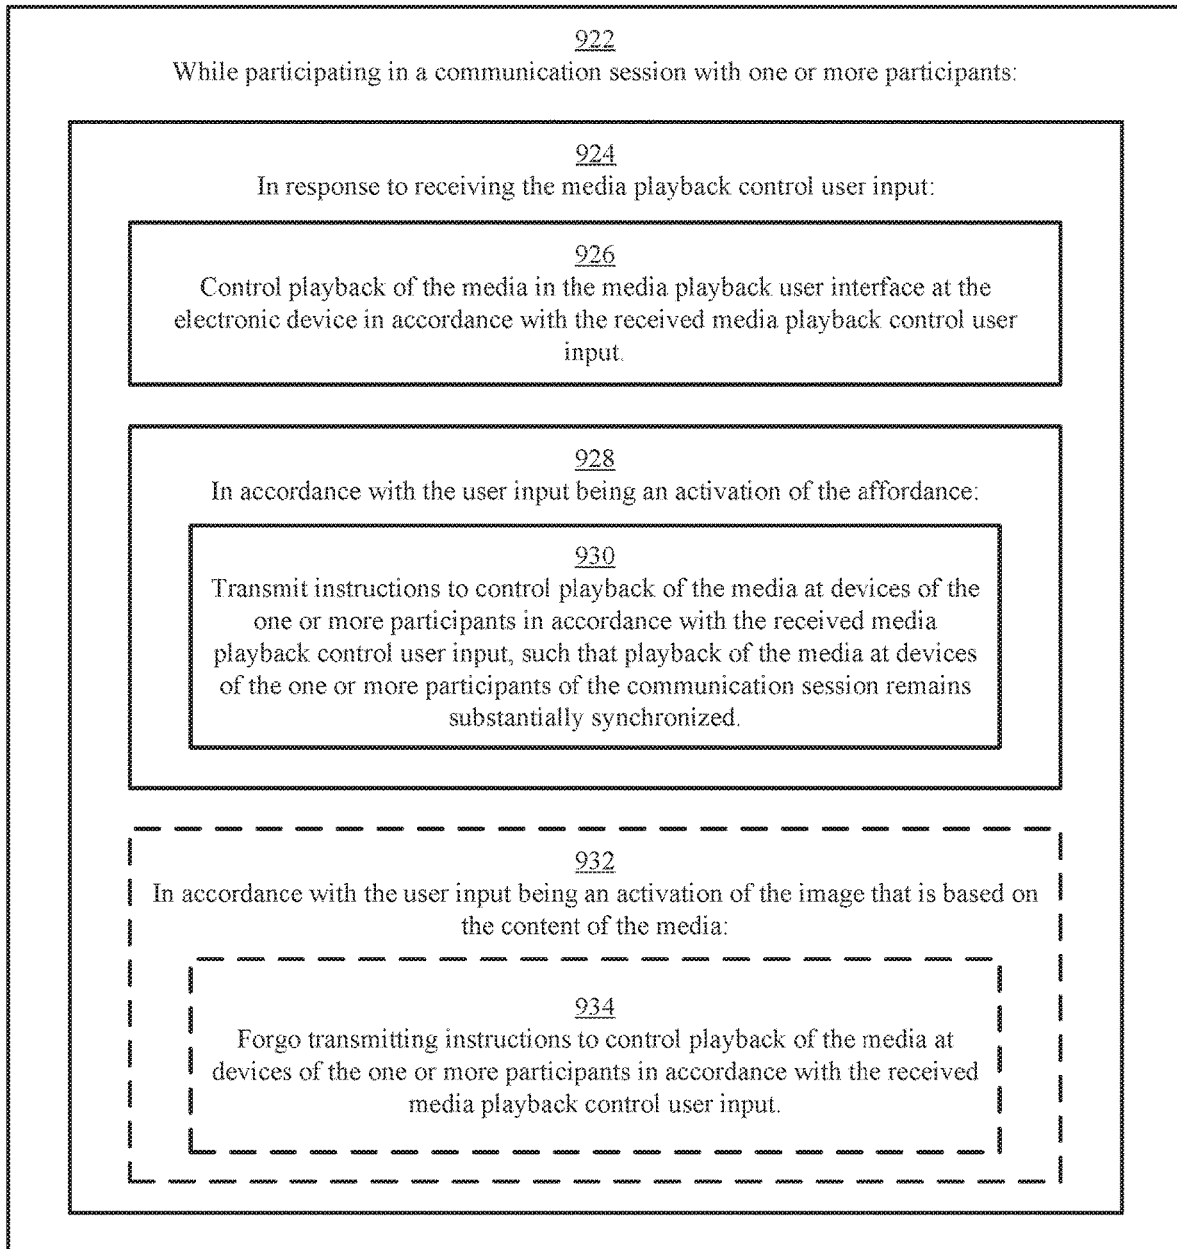 922
While participating in a communication session with one or more participants:
924
In response to receiving the media playback control user input:
926
Control playback of the media in the media playback user interface at the
electronic device in accordance with the received media playback control user
input.
928
In accordance with the user input being an activation of the affordance:
930
Transmit instructions to control playback of the media at devices of the
one or more participants in accordance with the received media
playback control user input, such that playback of the media at devices
of the one or more participants of the communication session remains
substantially synchronized.
932
In accordance with the user input being an activation of the image that is based on
the content of the media:
934
Forgo transmitting instructions to control playback of the media at
devices of the one or more participants in accordance with the received
media playback control user input.